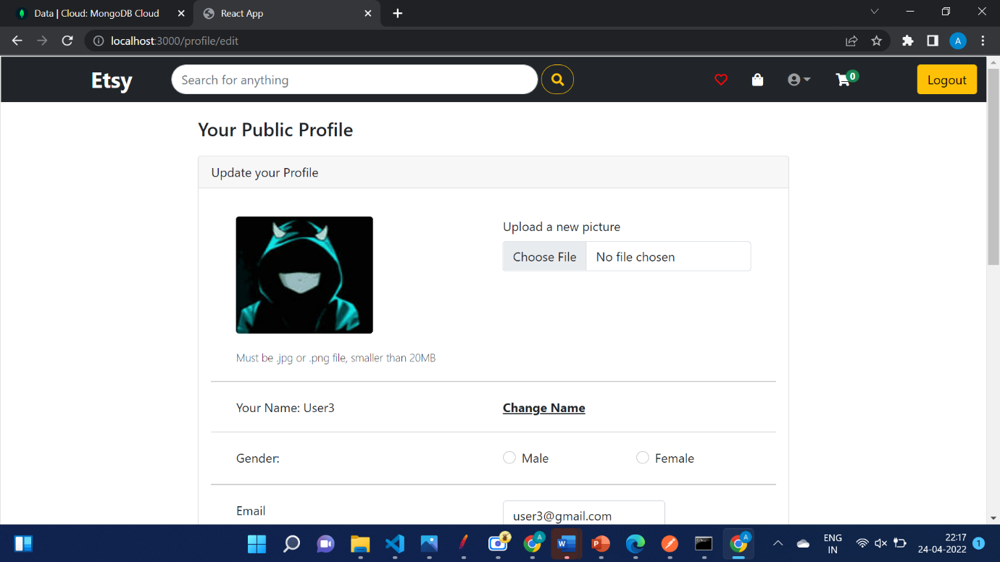 Data | Cloud: MongoDB Cloud
React App
localhost:3000/profile/edit
A
Etsy
Search for anything
0
Logout
Your Public Profile
Update your Profile
Upload a new picture
Choose File No file chosen
Must be .jpg or .png file, smaller than 20MB
Your Name: User3 Change Name
Gender: Male Female
Email user3@gmail.com
ENG
IN
22:17
24-04-2022
1